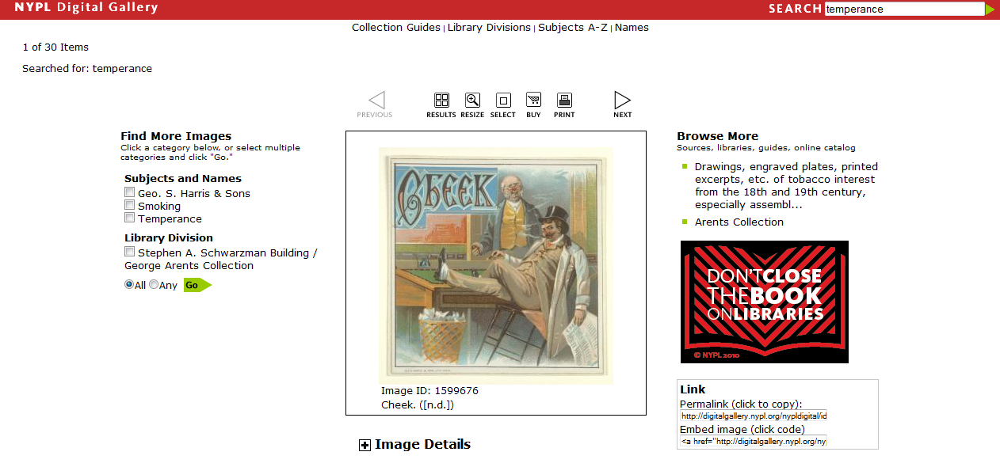 NYPL Digital Gallery
SEARCH temperance
Collection Guides | Library Divisions | Subjects A-Z | Names
1 of 30 Items
Searched for: temperance
PREVIOUS
RESULTS RESIZE SELECT BUY PRINT
NEXT
Find More Images
Click a category below, or select multiple
categories and click "Go."
Subjects and Names
Geo. S. Harris & Sons
Smoking
Temperance
Library Division
Stephen A. Schwarzman Building /
George Arents Collection
All Any Go
CHEEK
Image ID: 1599676
Cheek. ([n.d.])
Image Details
Browse More
Sources, libraries, guides, online catalog
Drawings, engraved plates, printed
excerpts, etc. of tobacco interest
from the 18th and 19th century,
especially assembl...
Arents Collection
DON'T CLOSE
THE BOOK
ON LIBRARIES
© NYPL 2010
Link
Permalink (click to copy):
http://digitalgallery.nypl.org/nypldigital/id
Embed image (click code)
<a href="http://digitalgallery.nypl.org/ny